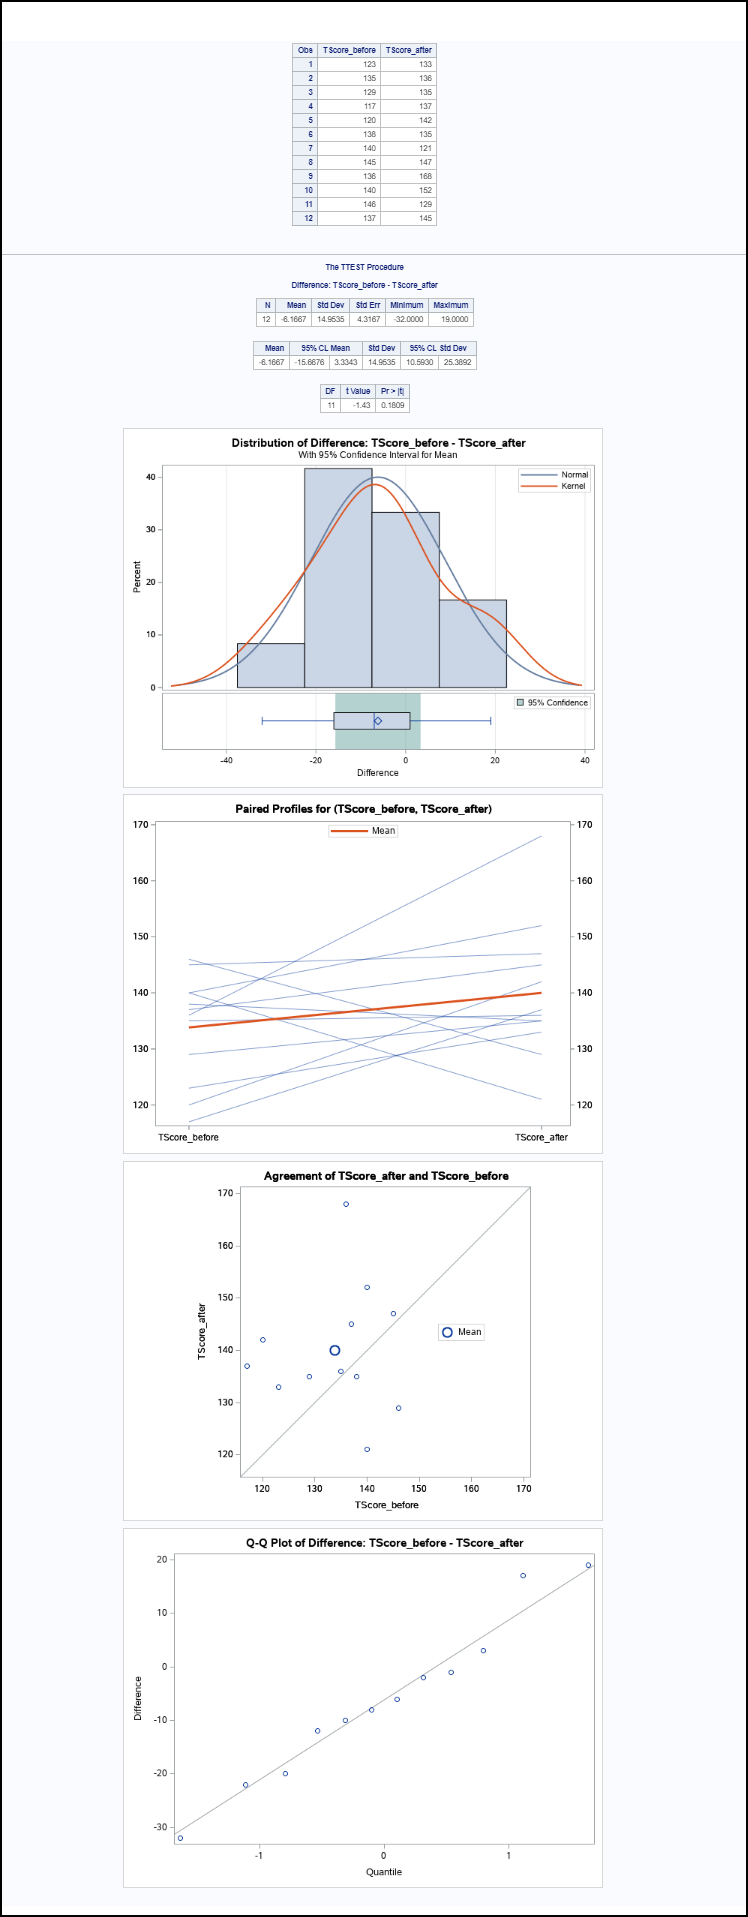 Obs TScore_before TScore_after
1 123 133
2 135 136
3 129 135
4 117 137
5 120 142
6 138 135
7 140 121
8 145 147
9 136 168
10 140 152
11 146 129
12 137 145
The TTEST Procedure
Difference: TScore_before - TScore_after
N Mean Std Dev Std Err Minimum Maximum
12 -6.1667 14.9535 4.3167 -32.0000 19.0000
Mean 95% CL Mean Std Dev 95% CL Std Dev
-6.1667 -15.6676 3.3343 14.9535 10.5930 25.3892
DF t Value Pr > |t|
11 -1.43 0.1809
Distribution of Difference: TScore_before - TScore_after
With 95% Confidence Interval for Mean
Normal
Kernel
40
30
20
10
0
Percent
95% Confidence
-40 -20 0 20 40
Difference
Paired Profiles for (TScore_before, TScore_after)
Mean
170 170
160 160
150 150
140 140
130 130
120 120
TScore_before TScore_after
Agreement of TScore_after and TScore_before
170
160
150
140
130
120
TScore_after
Mean
120 130 140 150 160 170
TScore_before
Q-Q Plot of Difference: TScore_before - TScore_after
20
10
0
-10
-20
-30
Difference
-1 0 1
Quantile